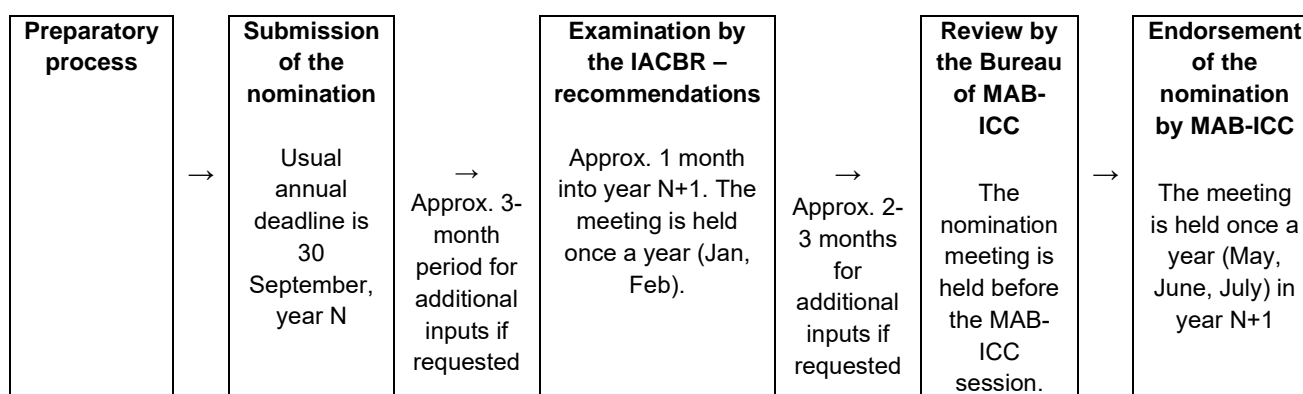 Preparatory
process
→
Submission
of the
nomination
Usual
annual
deadline is
30
September,
year N
→
Approx. 3-
month
period for
additional
inputs if
requested
Examination by
the IACBR –
recommendations
Approx. 1 month
into year N+1. The
meeting is held
once a year (Jan,
Feb).
→
Approx. 2-
3 months
for
additional
inputs if
requested
Review by
the Bureau
of MAB-
ICC
The
nomination
meeting is
held before
the MAB-
ICC
session.
→
Endorsement
of the
nomination
by MAB-ICC
The meeting
is held once a
year (May,
June, July) in
year N+1